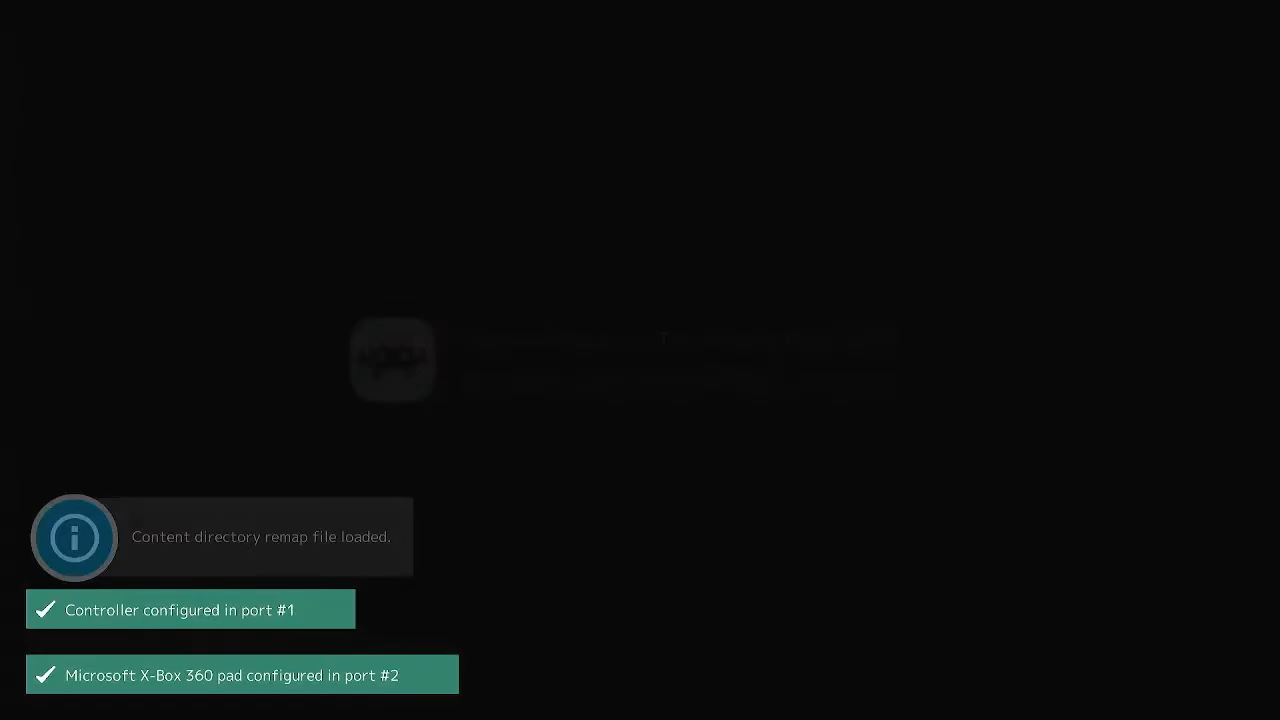 Content directory remap file loaded.
Controller configured in port #1
Microsoft X-Box 360 pad configured in port #2